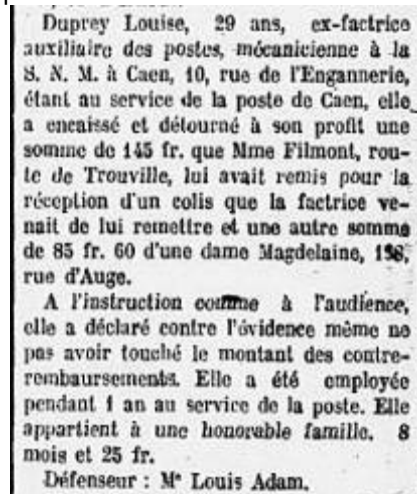 Duprey Louise, 29 ans, ex-factrice
auxiliaire des postes, mécanicienne à la
S. N. M. à Caen, 10, rue de l'Engannerie,
étant au service de la poste de Caen, elle
a encaissé et détourné à son profit une
somme de 145 fr. que Mme Filmont, rou-
te de Trouville, lui avait remis pour la
réception d'un colis que la factrice ve-
nait de lui remettre et une autre somme
de 85 fr. 60 d'une dame Magdelaine,
rue d'Auge.
A l'instruction comme à l'audience,
elle a déclaré contre l'évidence même ne
pas avoir touché le montant des contre-
rembaursements. Elle a été employée
pendant 1 an au service de la poste. Elle
appartient à une honorable famille. 8
mois et 25 fr.
Défenseur : Me Louis Adam.